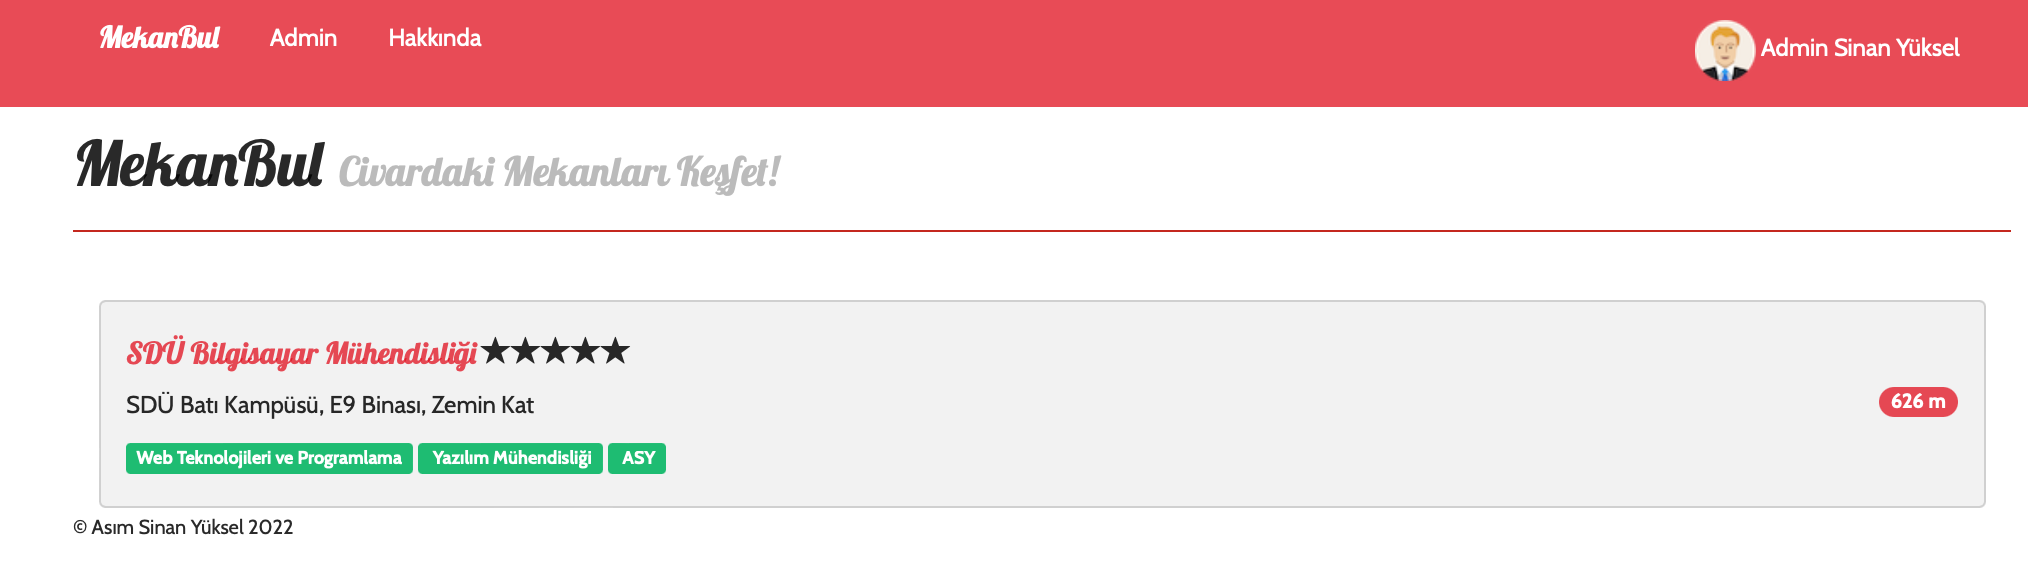 MekanBul Admin Hakkında Admin Sinan Yüksel
MekanBul Civardaki Mekanları Keşfet!
SDÜ Bilgisayar Mühendisliği ★★★★★
SDÜ Batı Kampüsü, E9 Binası, Zemin Kat 626 m
Web Teknolojileri ve Programlama Yazılım Mühendisliği ASY
© Asım Sinan Yüksel 2022